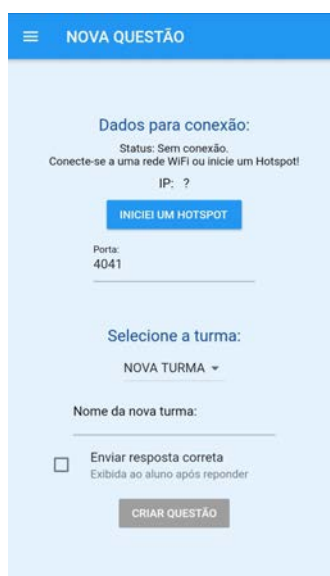 NOVA QUESTÃO
Dados para conexão:
Status: Sem conexão.
Conecte-se a uma rede WiFi ou inicie um Hotspot!
IP: ?
INICIEI UM HOTSPOT
Porta:
4041
Selecione a turma:
NOVA TURMA
Nome da nova turma:
Enviar resposta correta
Exibida ao aluno após reponder
CRIAR QUESTÃO